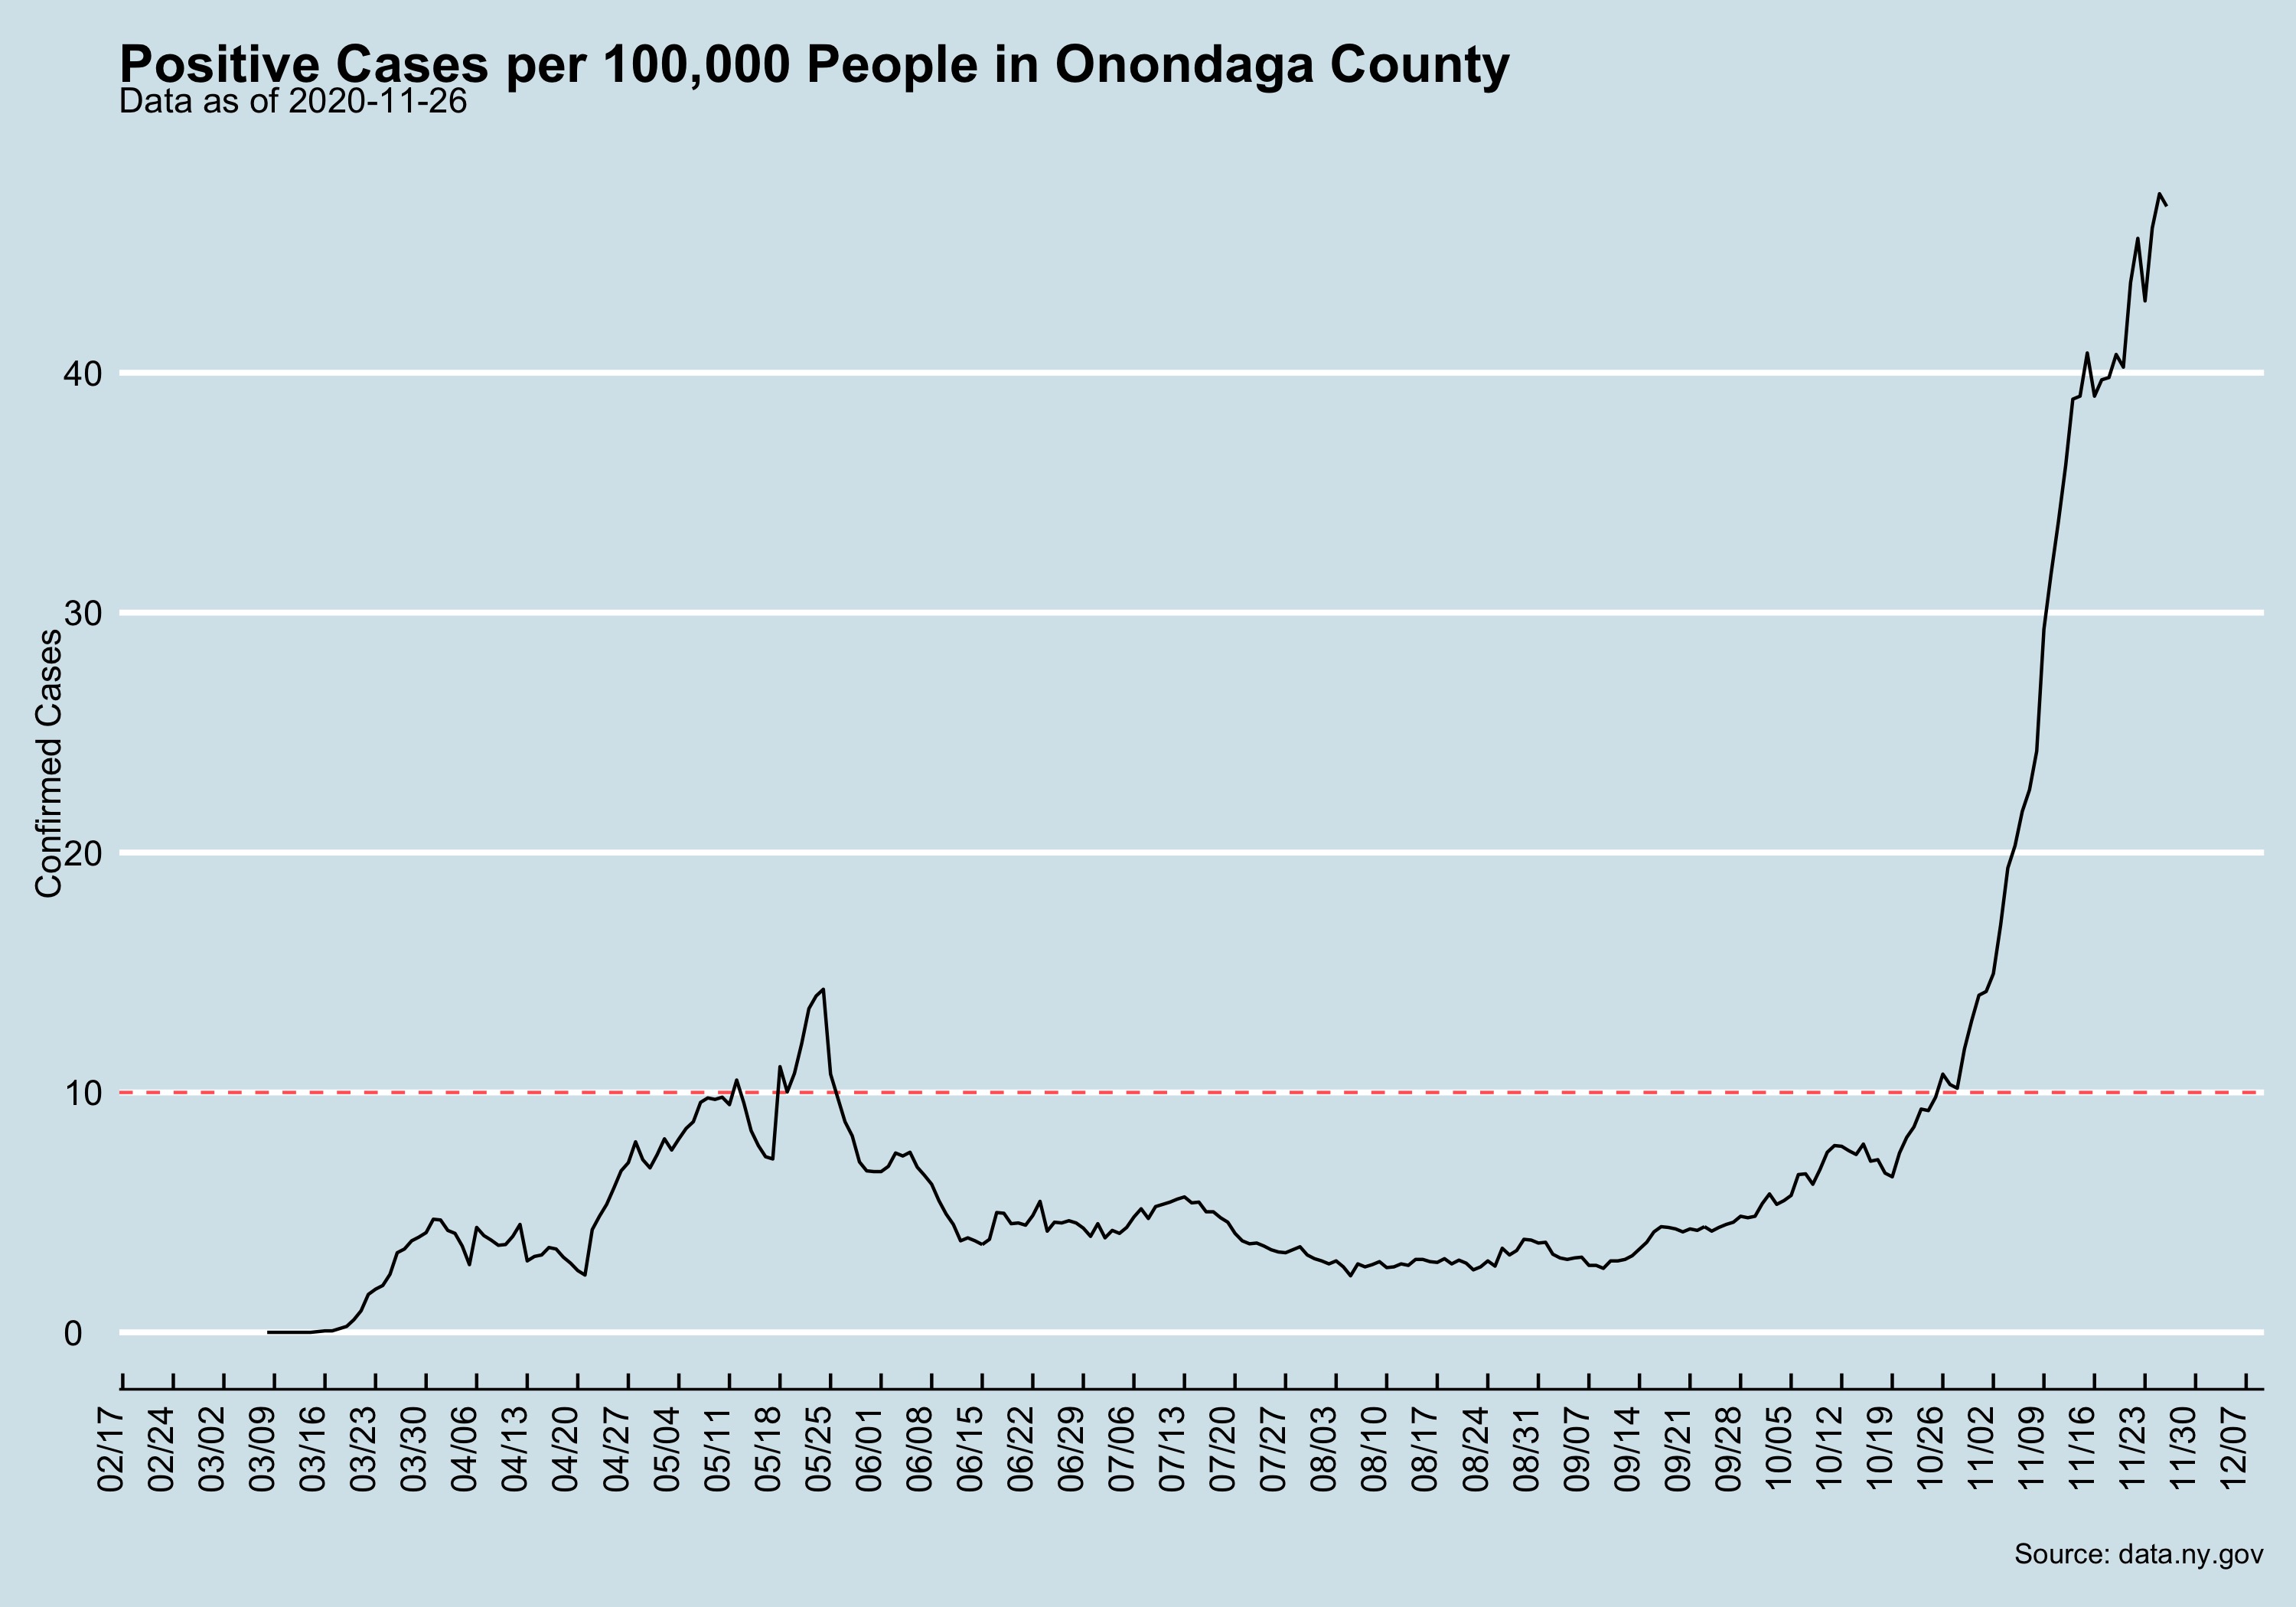 Positive Cases per 100,000 People in Onondaga County
Data as of 2020-11-26
Confirmed Cases
40
30
20
10
0
02/17 02/24 03/02 03/09 03/16 03/23 03/30 04/06 04/13 04/20 04/27 05/04 05/11 05/18 05/25 06/01 06/08 06/15 06/22 06/29 07/06 07/13 07/20 07/27 08/03 08/10 08/17 08/24 08/31 09/07 09/14 09/21 09/28 10/05 10/12 10/19 10/26 11/02 11/09 11/16 11/23 11/30 12/07
Source: data.ny.gov